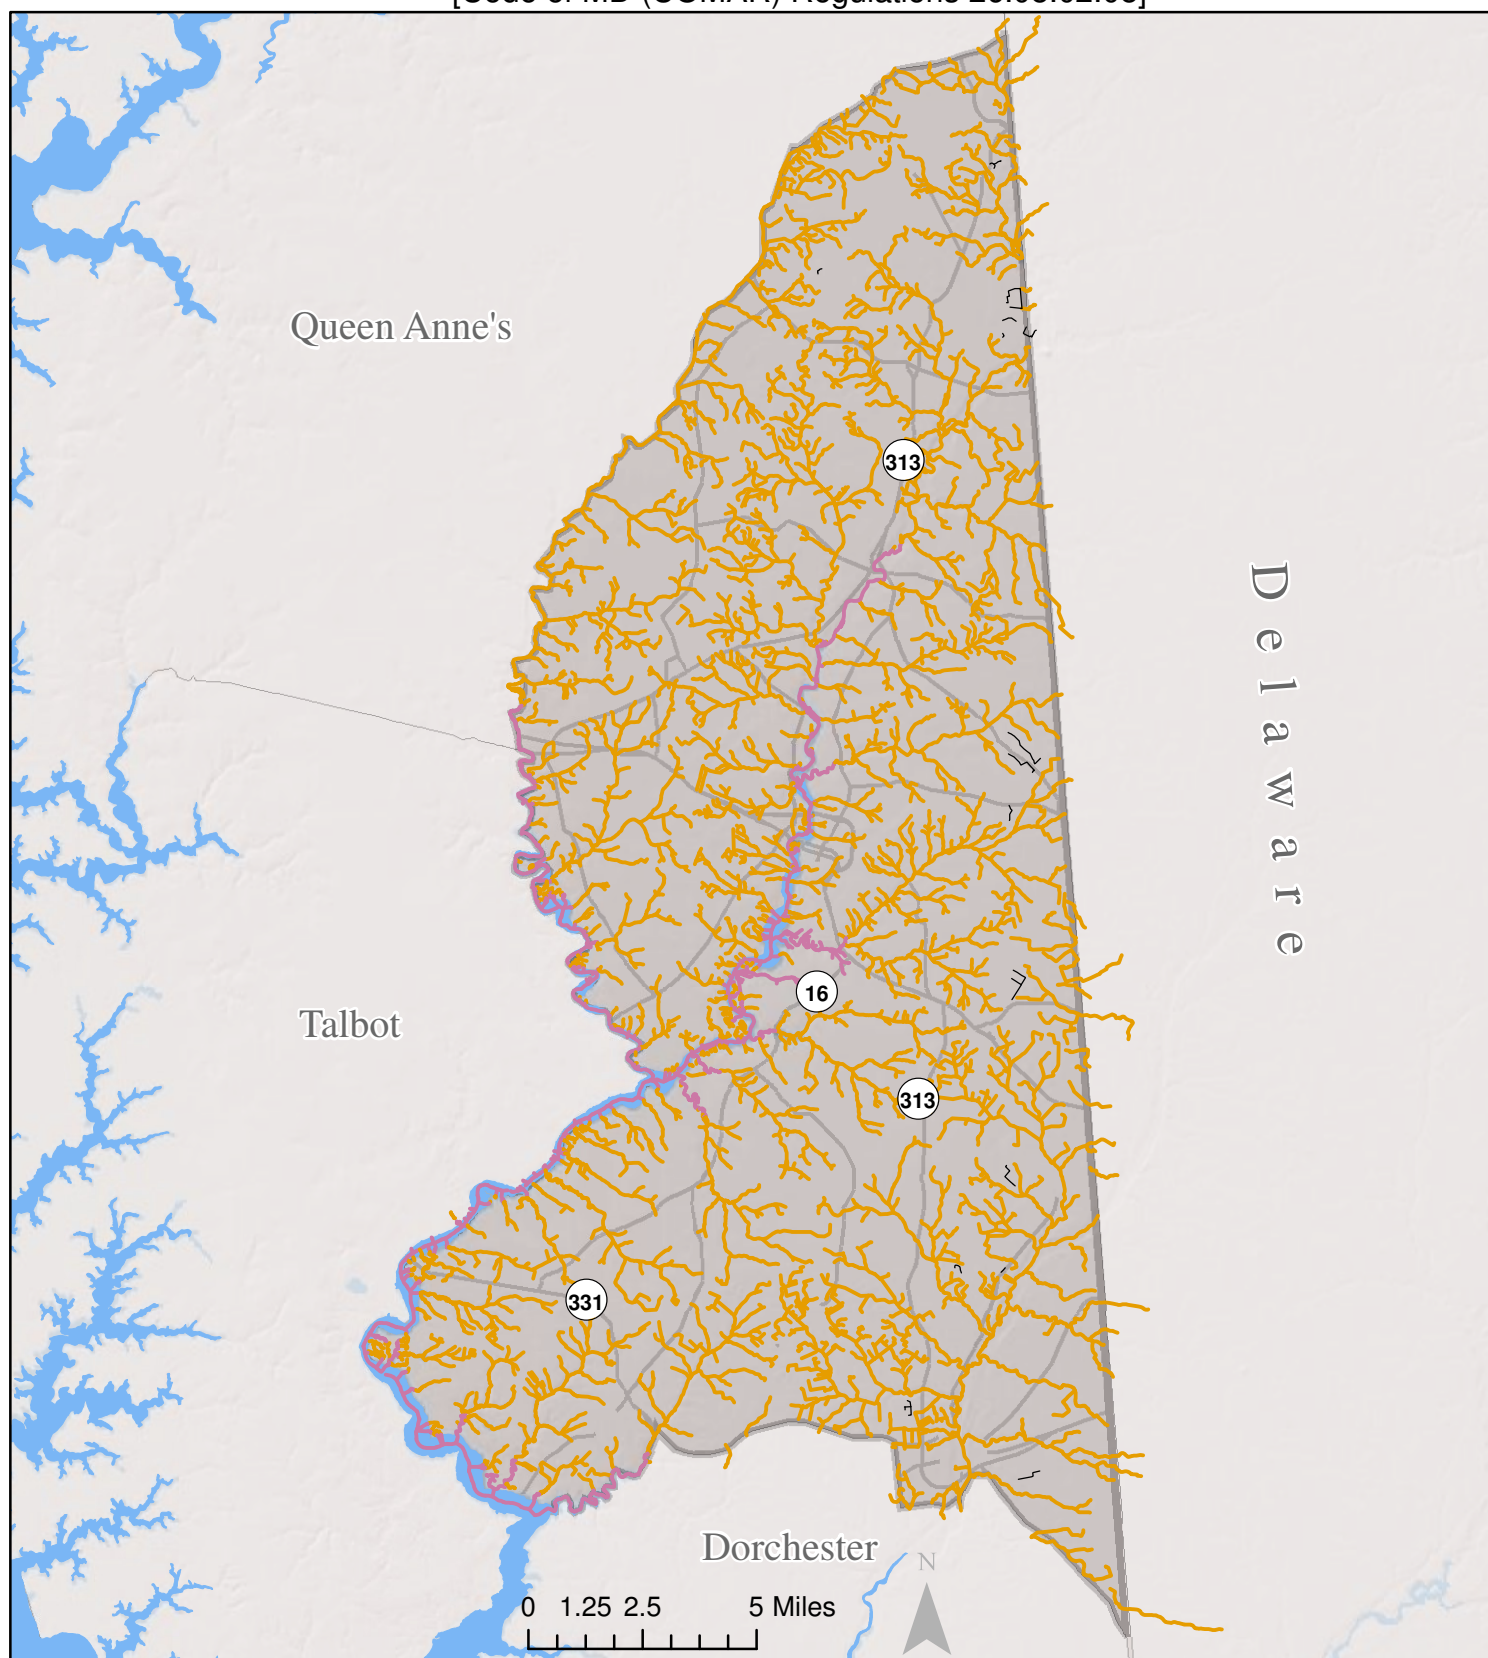 Queen Anne's
313
Delaware
16
Talbot
313
331
Dorchester
N
0 1.25 2.5 5 Miles